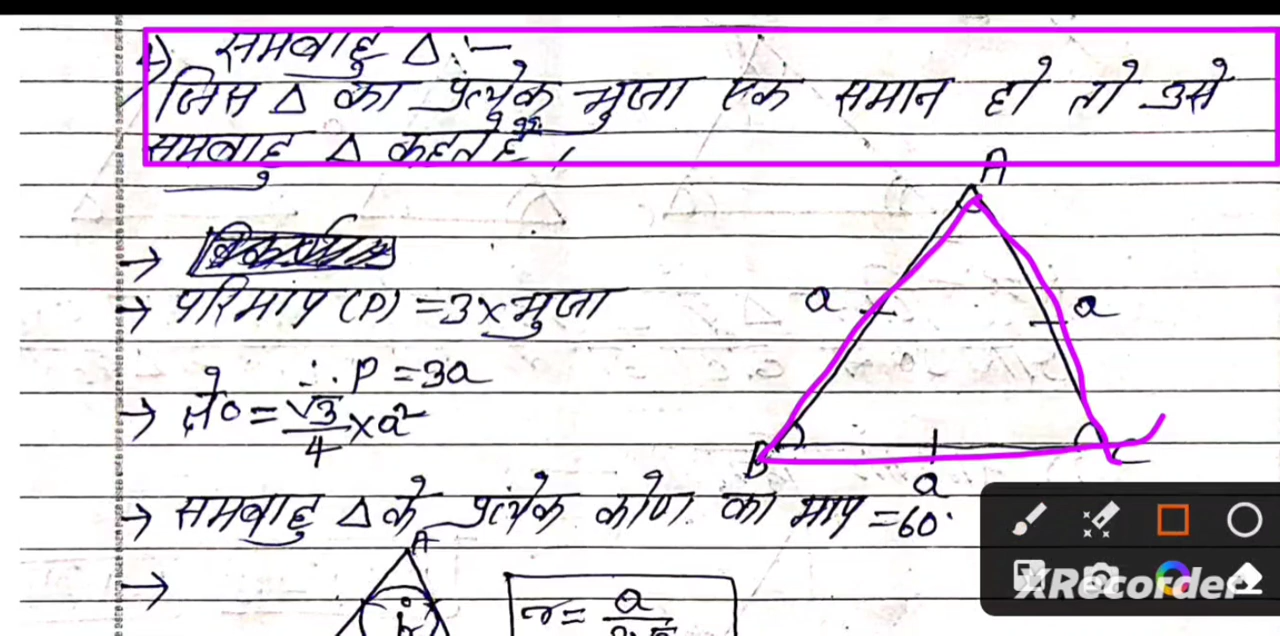 समबाहु Δ :-
जिस Δ का प्रत्येक भुजा एक समान हो तो उसे
समबाहु Δ कहते हैं ।
A
→
→ परिमाप (P) = 3 × भुजा
a
a
∴ P = 3a
→ क्षे० = √3/4 × a²
B
C
a
→ समबाहु Δ के प्रत्येक कोण का माप = 60°
A
→
r = a
XRecorder